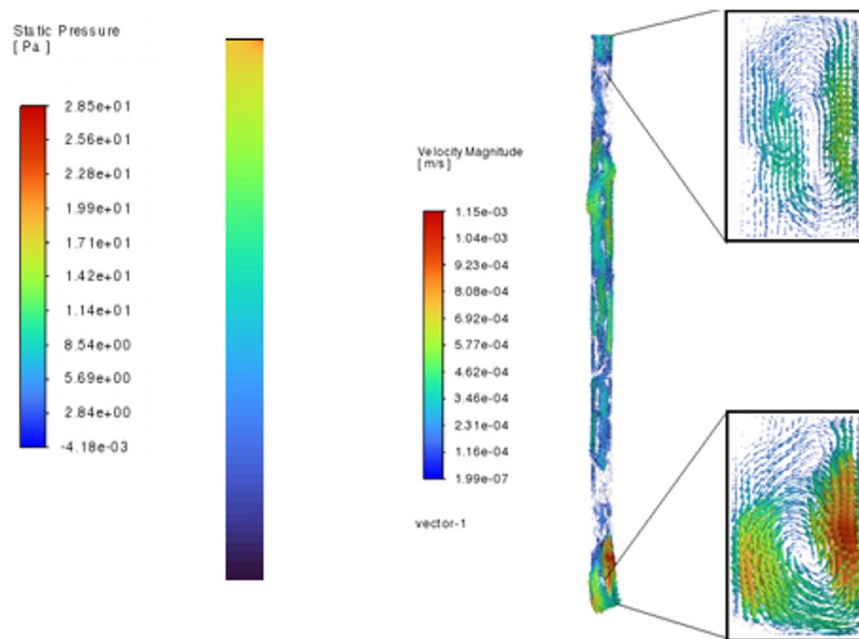 Static Pressure
[ Pa ]
2.85e+01
2.56e+01
2.28e+01
1.99e+01
1.71e+01
1.42e+01
1.14e+01
8.54e+00
5.69e+00
2.84e+00
-4.18e-03
Velocity Magnitude
[ m/s ]
1.15e-03
1.04e-03
9.23e-04
8.08e-04
6.92e-04
5.77e-04
4.62e-04
3.46e-04
2.31e-04
1.16e-04
1.99e-07
vector-1